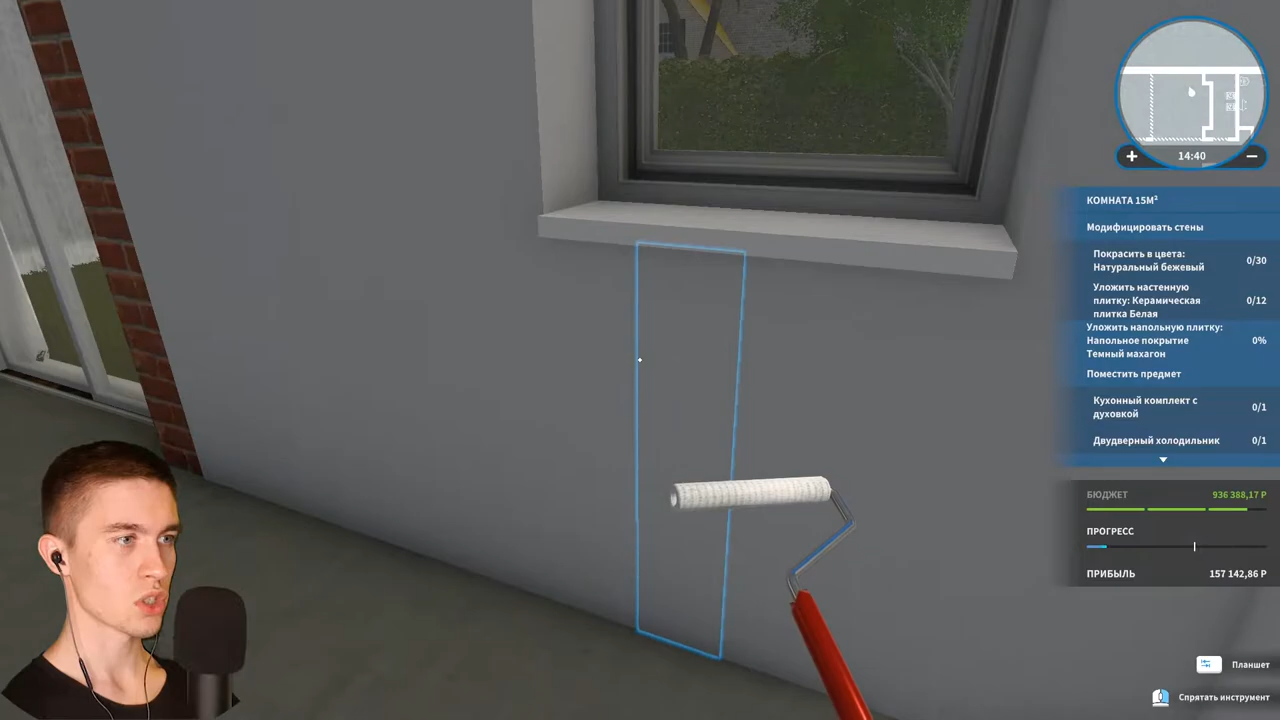 14:40
КОМНАТА 15М²
Модифицировать стены
Покрасить в цвета:
Натуральный бежевый 0/30
Уложить настенную
плитку: Керамическая 0/12
плитка Белая
Уложить напольную плитку:
Напольное покрытие 0%
Темный махагон
Поместить предмет
Кухонный комплект с
духовкой 0/1
Двудверный холодильник 0/1
БЮДЖЕТ 936 388,17 Р
ПРОГРЕСС
ПРИБЫЛЬ 157 142,86 Р
Планшет
Спрятать инструмент